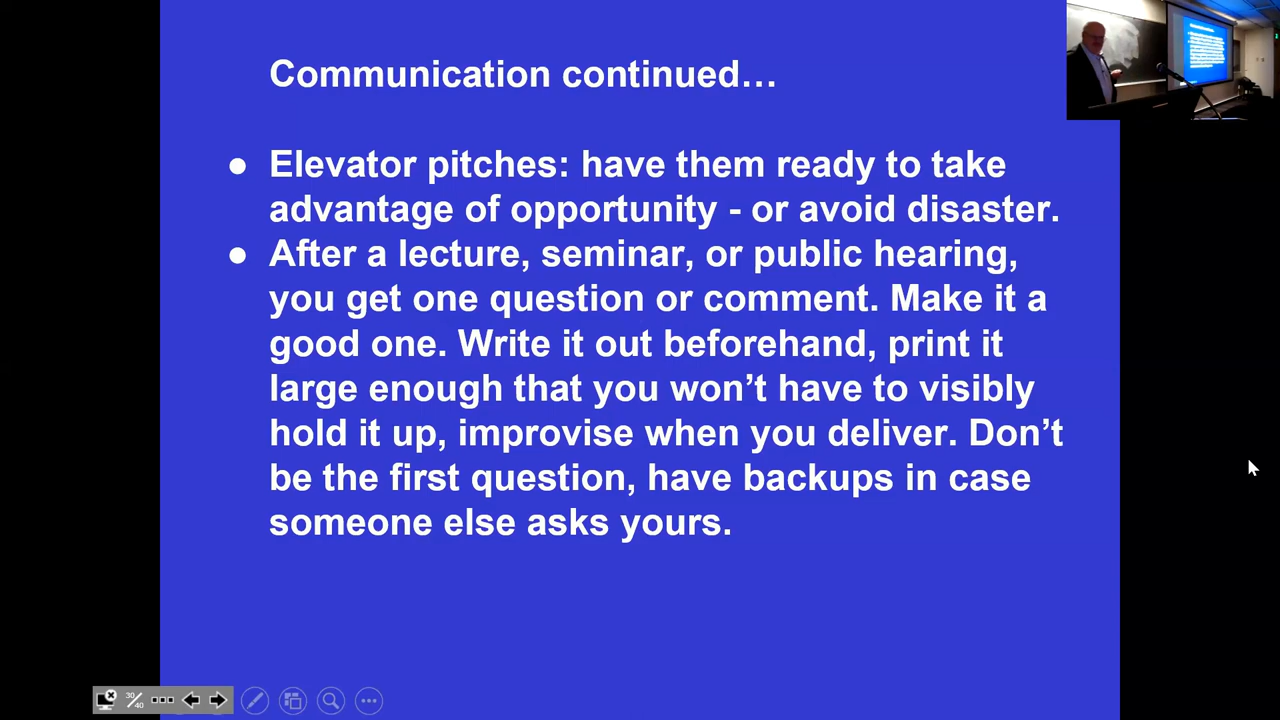 Communication continued…
● Elevator pitches: have them ready to take
advantage of opportunity - or avoid disaster.
● After a lecture, seminar, or public hearing,
you get one question or comment. Make it a
good one. Write it out beforehand, print it
large enough that you won’t have to visibly
hold it up, improvise when you deliver. Don’t
be the first question, have backups in case
someone else asks yours.
30/40